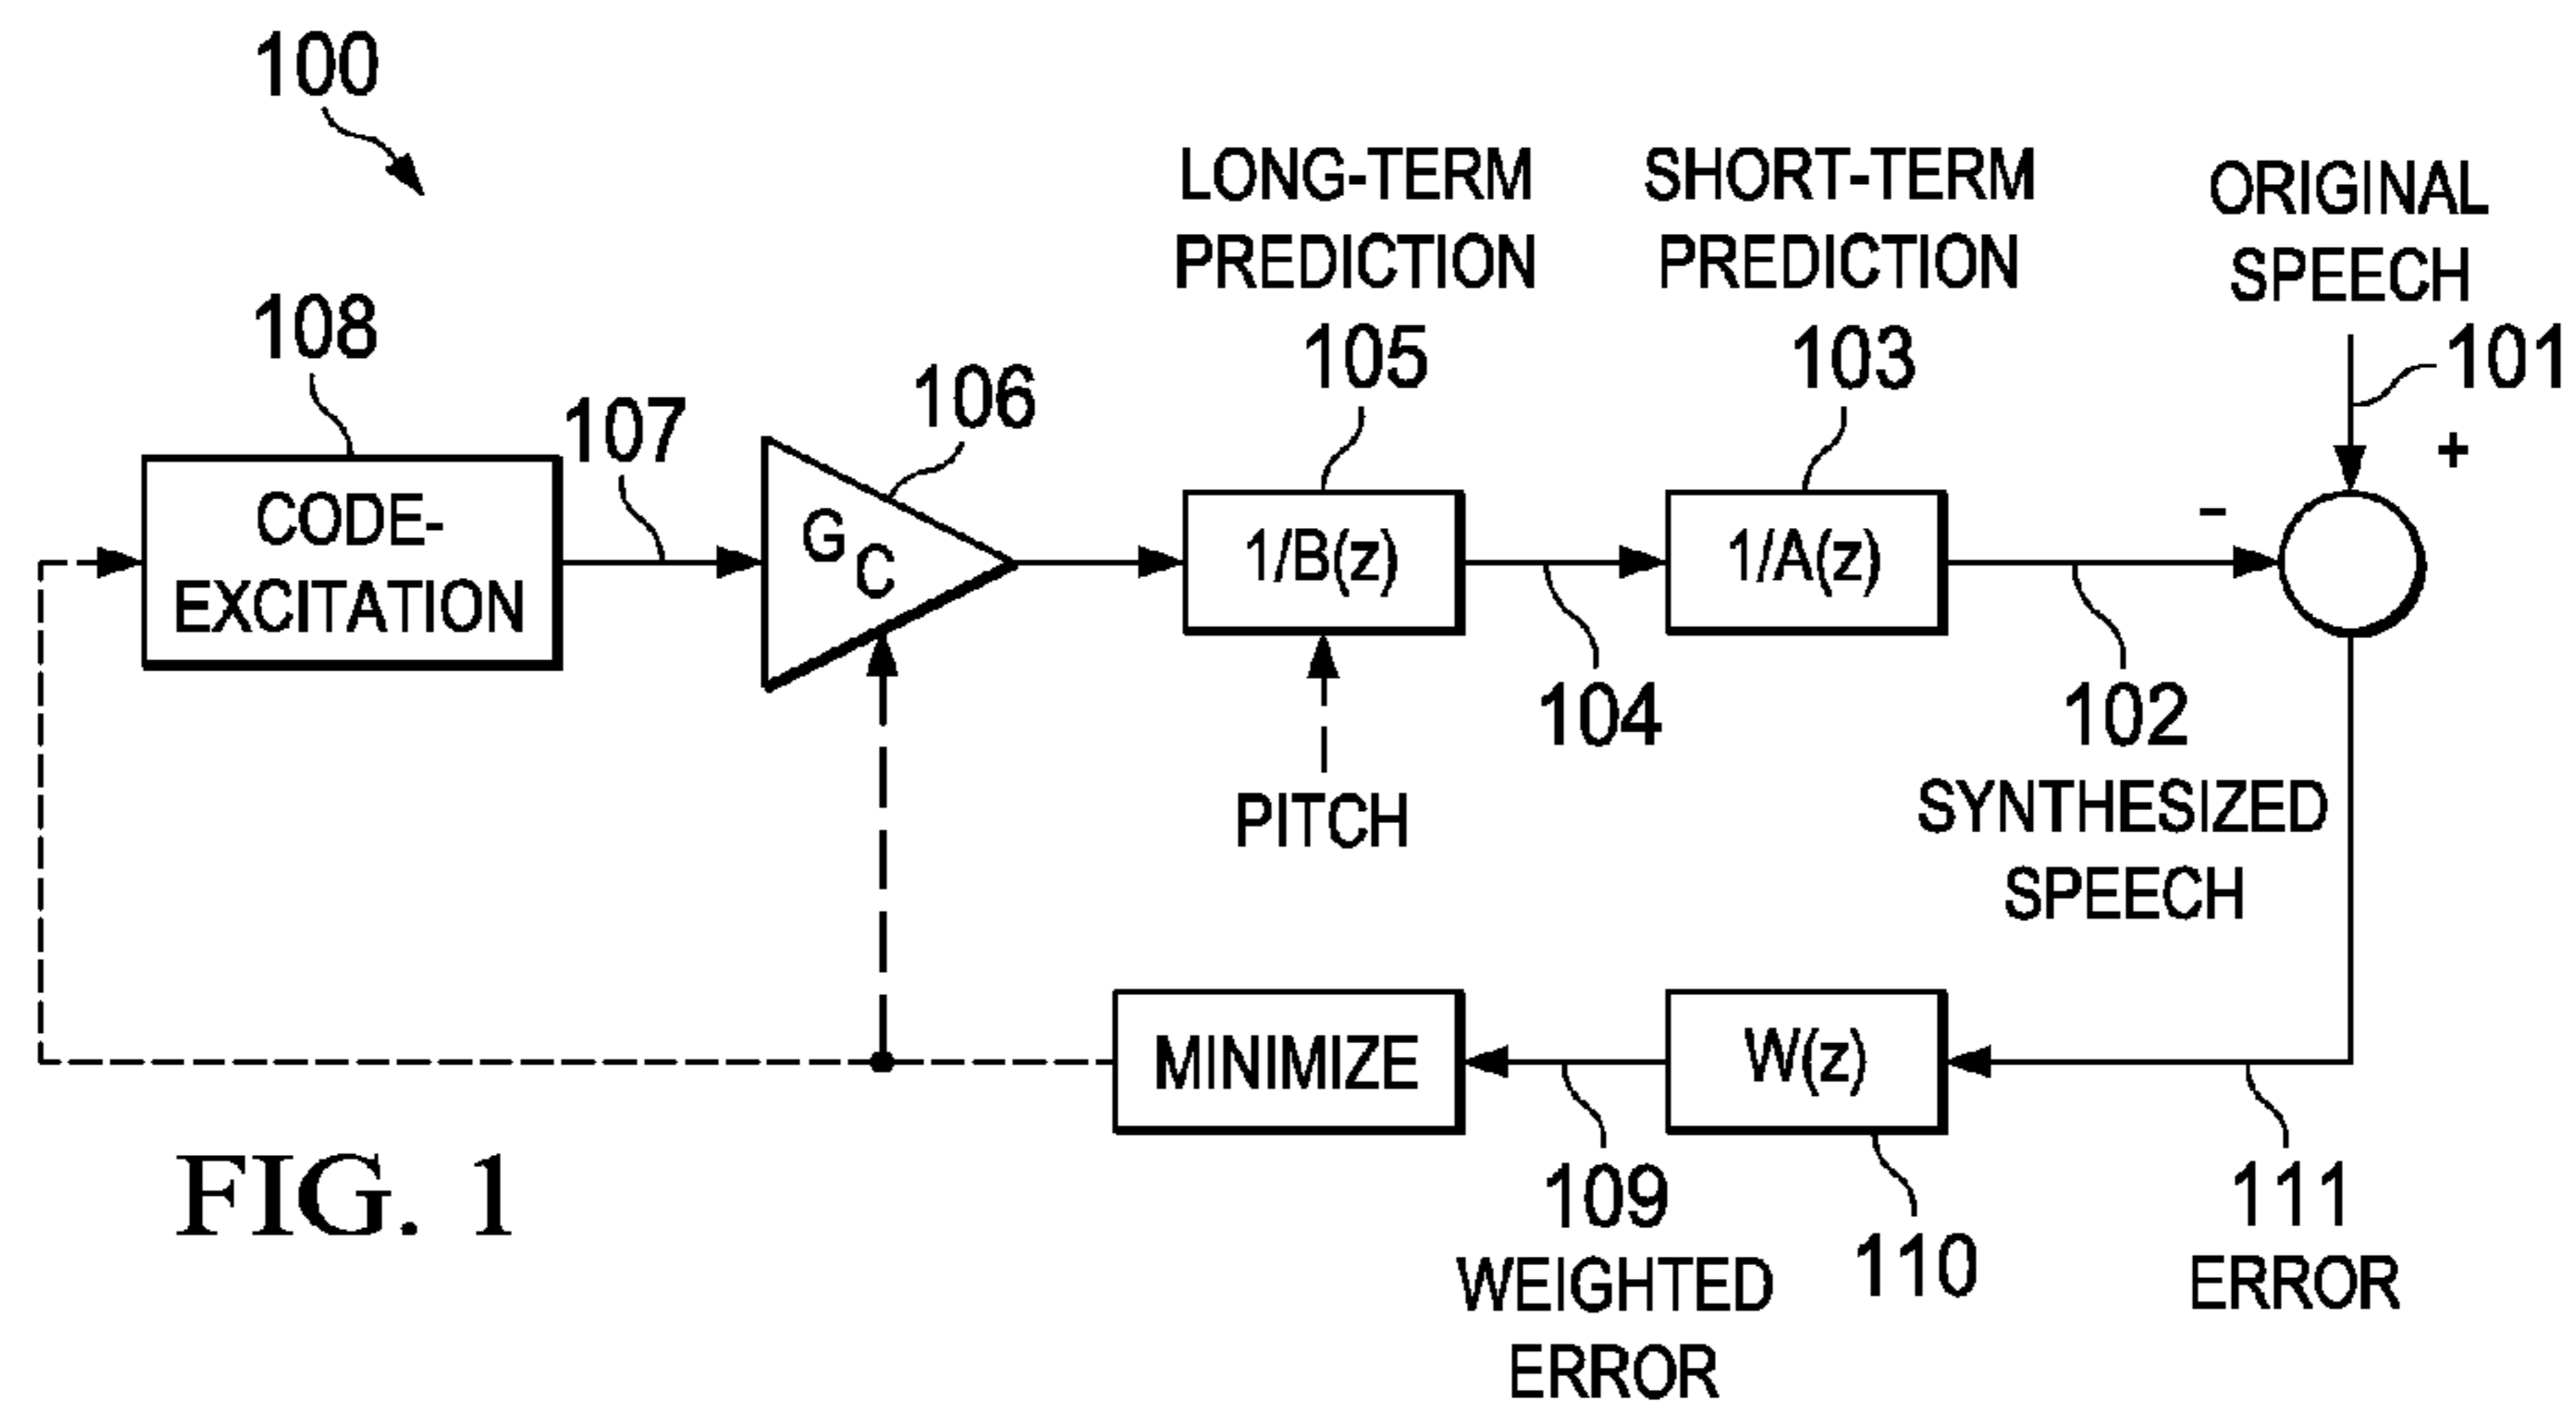 100
LONG-TERM
PREDICTION
105
SHORT-TERM
PREDICTION
103
ORIGINAL
SPEECH
101
+
108
107
106
CODE-
EXCITATION
G C
1/B(z)
1/A(z)
-
104
102
SYNTHESIZED
SPEECH
PITCH
MINIMIZE
W(z)
109
WEIGHTED
ERROR
110
111
ERROR
FIG. 1